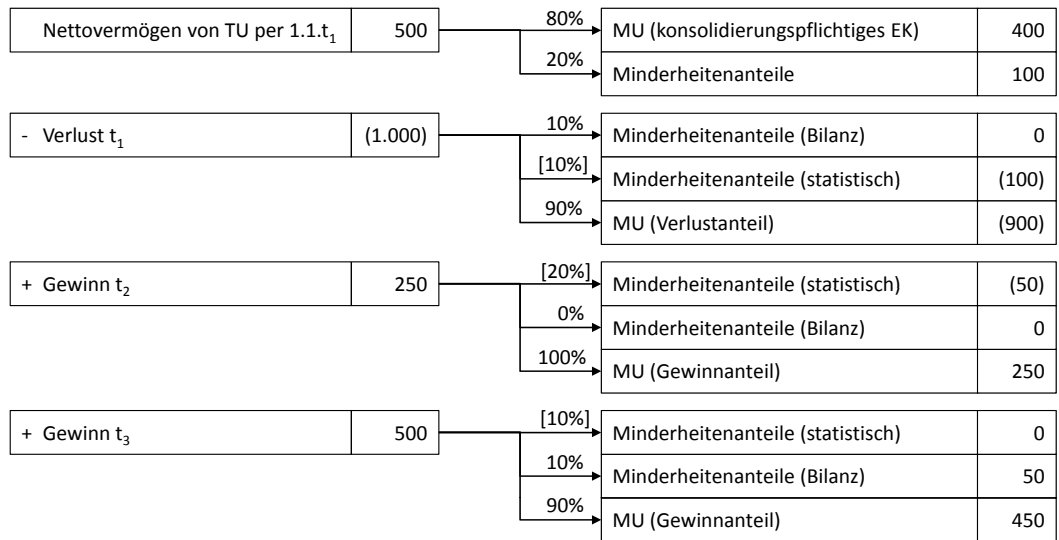 Nettovermögen von TU per 1.1.t₁ 500 80% MU (konsolidierungspflichtiges EK) 400
20% Minderheitenanteile 100
- Verlust t₁ (1.000) 10% Minderheitenanteile (Bilanz) 0
[10%] Minderheitenanteile (statistisch) (100)
90% MU (Verlustanteil) (900)
+ Gewinn t₂ 250 [20%] Minderheitenanteile (statistisch) (50)
0% Minderheitenanteile (Bilanz) 0
100% MU (Gewinnanteil) 250
+ Gewinn t₃ 500 [10%] Minderheitenanteile (statistisch) 0
10% Minderheitenanteile (Bilanz) 50
90% MU (Gewinnanteil) 450